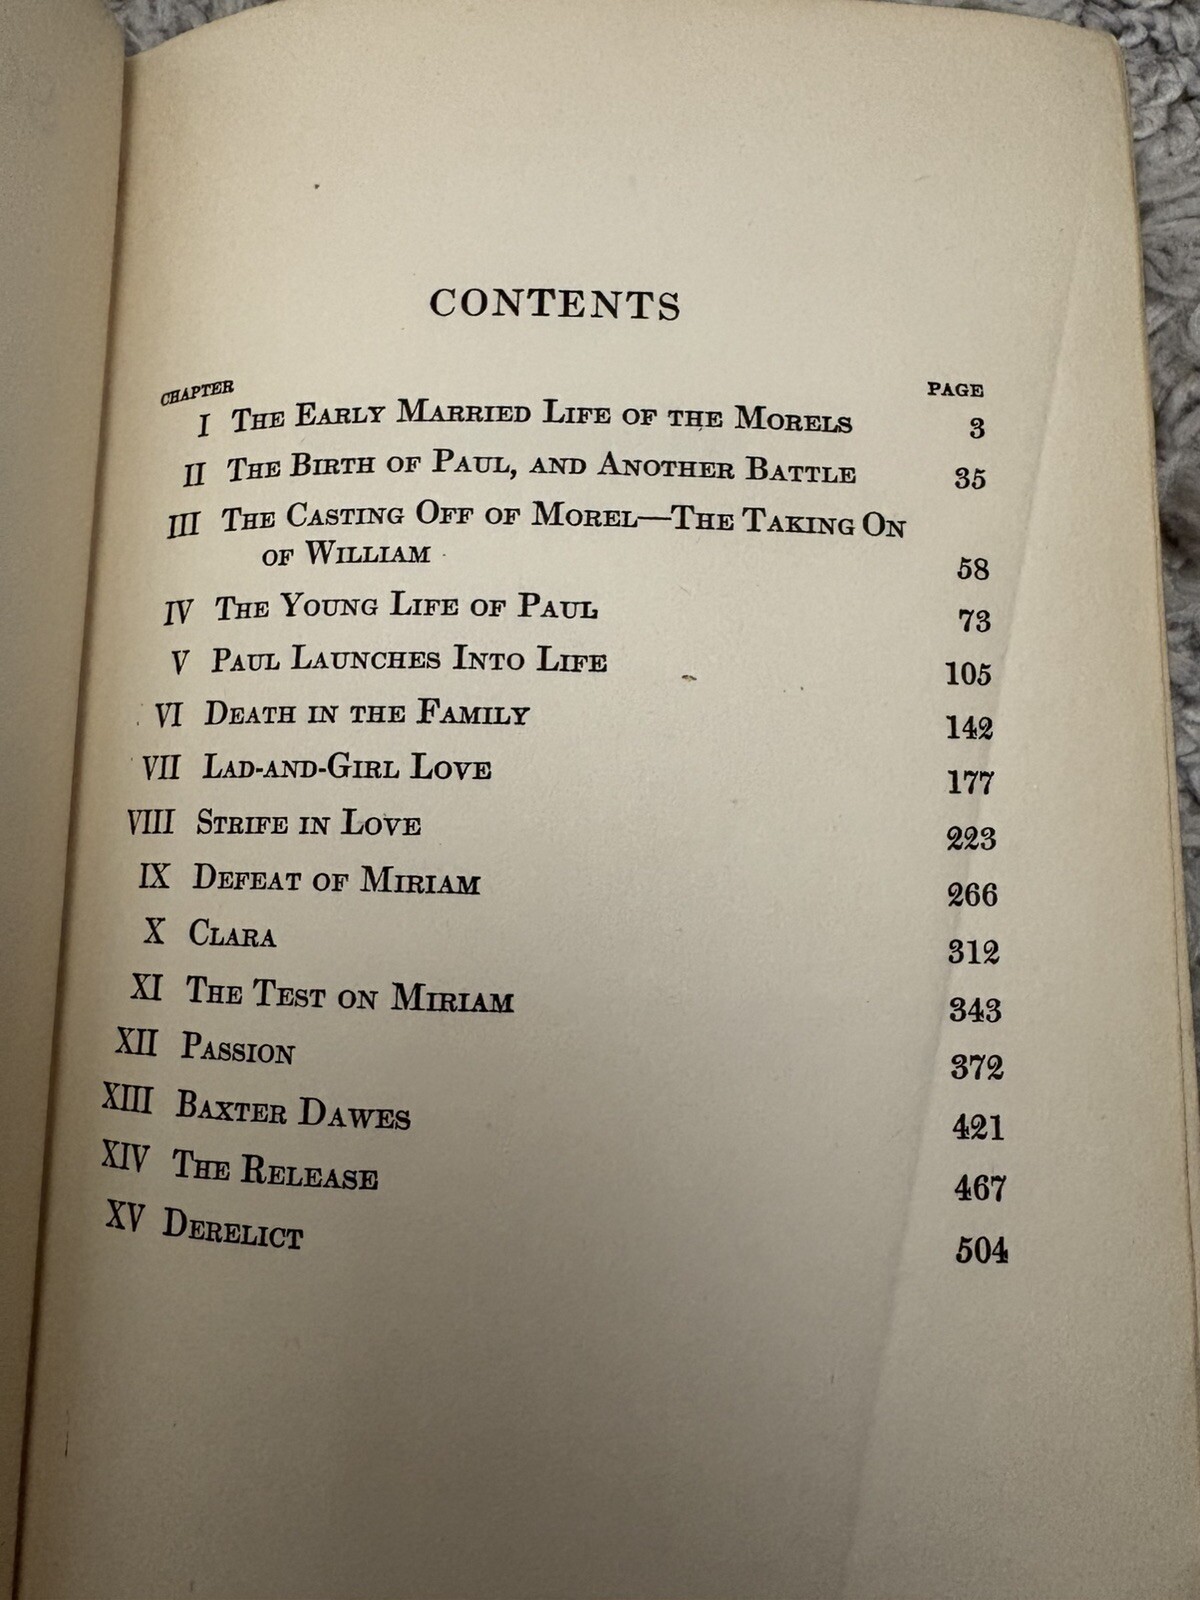 CONTENTS
CHAPTER PAGE
I THE EARLY MARRIED LIFE OF THE MORELS 3
II THE BIRTH OF PAUL, AND ANOTHER BATTLE 35
III THE CASTING OFF OF MOREL—THE TAKING ON
OF WILLIAM 58
IV THE YOUNG LIFE OF PAUL 73
V PAUL LAUNCHES INTO LIFE 105
VI DEATH IN THE FAMILY 142
VII LAD-AND-GIRL LOVE 177
VIII STRIFE IN LOVE 223
IX DEFEAT OF MIRIAM 266
X CLARA 312
XI THE TEST ON MIRIAM 343
XII PASSION 372
XIII BAXTER DAWES 421
XIV THE RELEASE 467
XV DERELICT 504